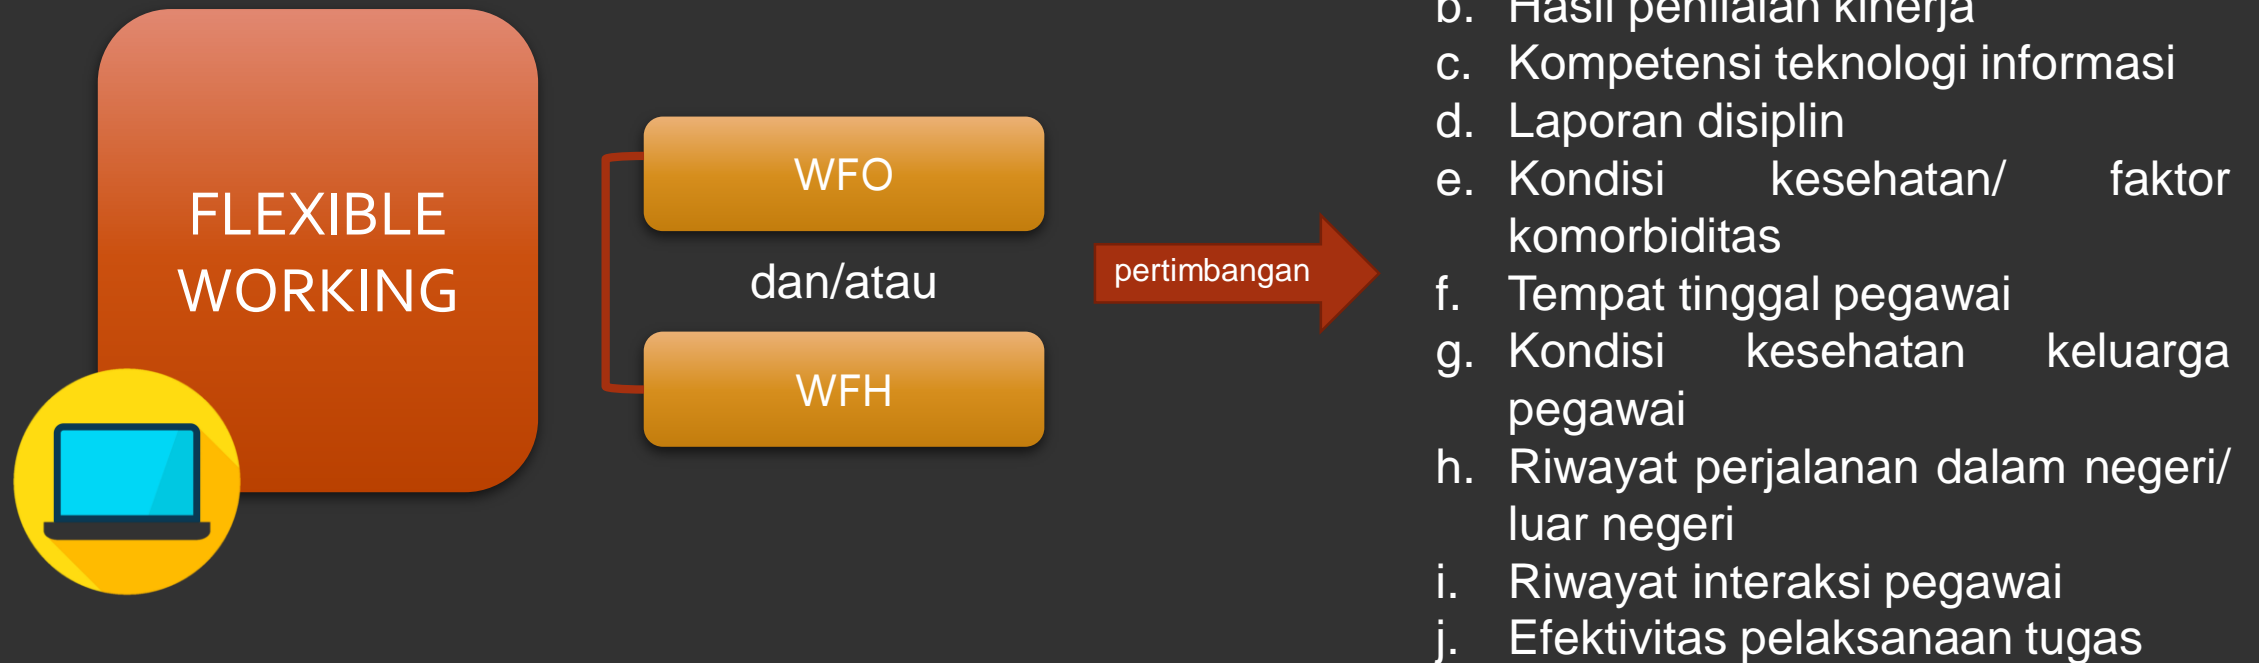 FLEXIBLE
WORKING
WFO
dan/atau
WFH
pertimbangan
b. Hasil penilaian kinerja
c. Kompetensi teknologi informasi
d. Laporan disiplin
e. Kondisi kesehatan/ faktor
komorbiditas
f. Tempat tinggal pegawai
g. Kondisi kesehatan keluarga
pegawai
h. Riwayat perjalanan dalam negeri/
luar negeri
i. Riwayat interaksi pegawai
j. Efektivitas pelaksanaan tugas